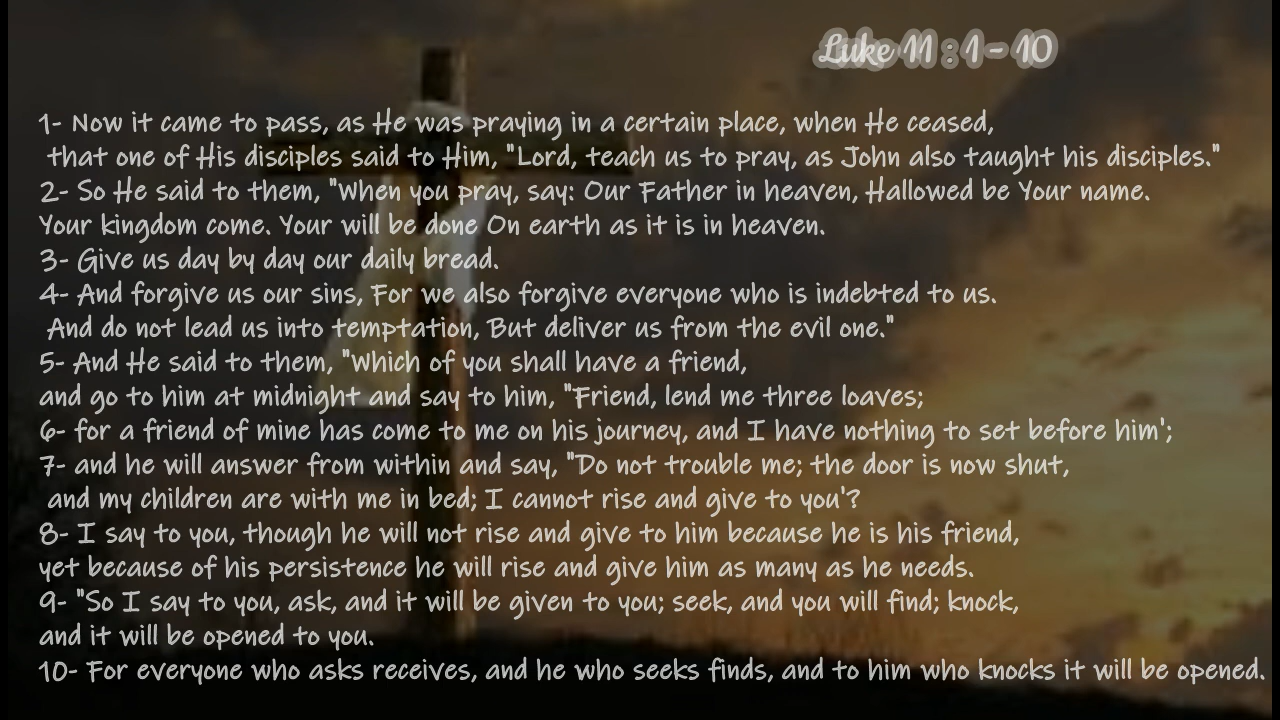 Luke 11 : 1 - 10
1- Now it came to pass, as He was praying in a certain place, when He ceased,
that one of His disciples said to Him, "Lord, teach us to pray, as John also taught his disciples."
2- So He said to them, "When you pray, say: Our Father in heaven, Hallowed be Your name.
Your kingdom come. Your will be done On earth as it is in heaven.
3- Give us day by day our daily bread.
4- And forgive us our sins, For we also forgive everyone who is indebted to us.
And do not lead us into temptation, But deliver us from the evil one."
5- And He said to them, "Which of you shall have a friend,
and go to him at midnight and say to him, "Friend, lend me three loaves;
6- for a friend of mine has come to me on his journey, and I have nothing to set before him';
7- and he will answer from within and say, "Do not trouble me; the door is now shut,
and my children are with me in bed; I cannot rise and give to you'?
8- I say to you, though he will not rise and give to him because he is his friend,
yet because of his persistence he will rise and give him as many as he needs.
9- "So I say to you, ask, and it will be given to you; seek, and you will find; knock,
and it will be opened to you.
10- For everyone who asks receives, and he who seeks finds, and to him who knocks it will be opened.